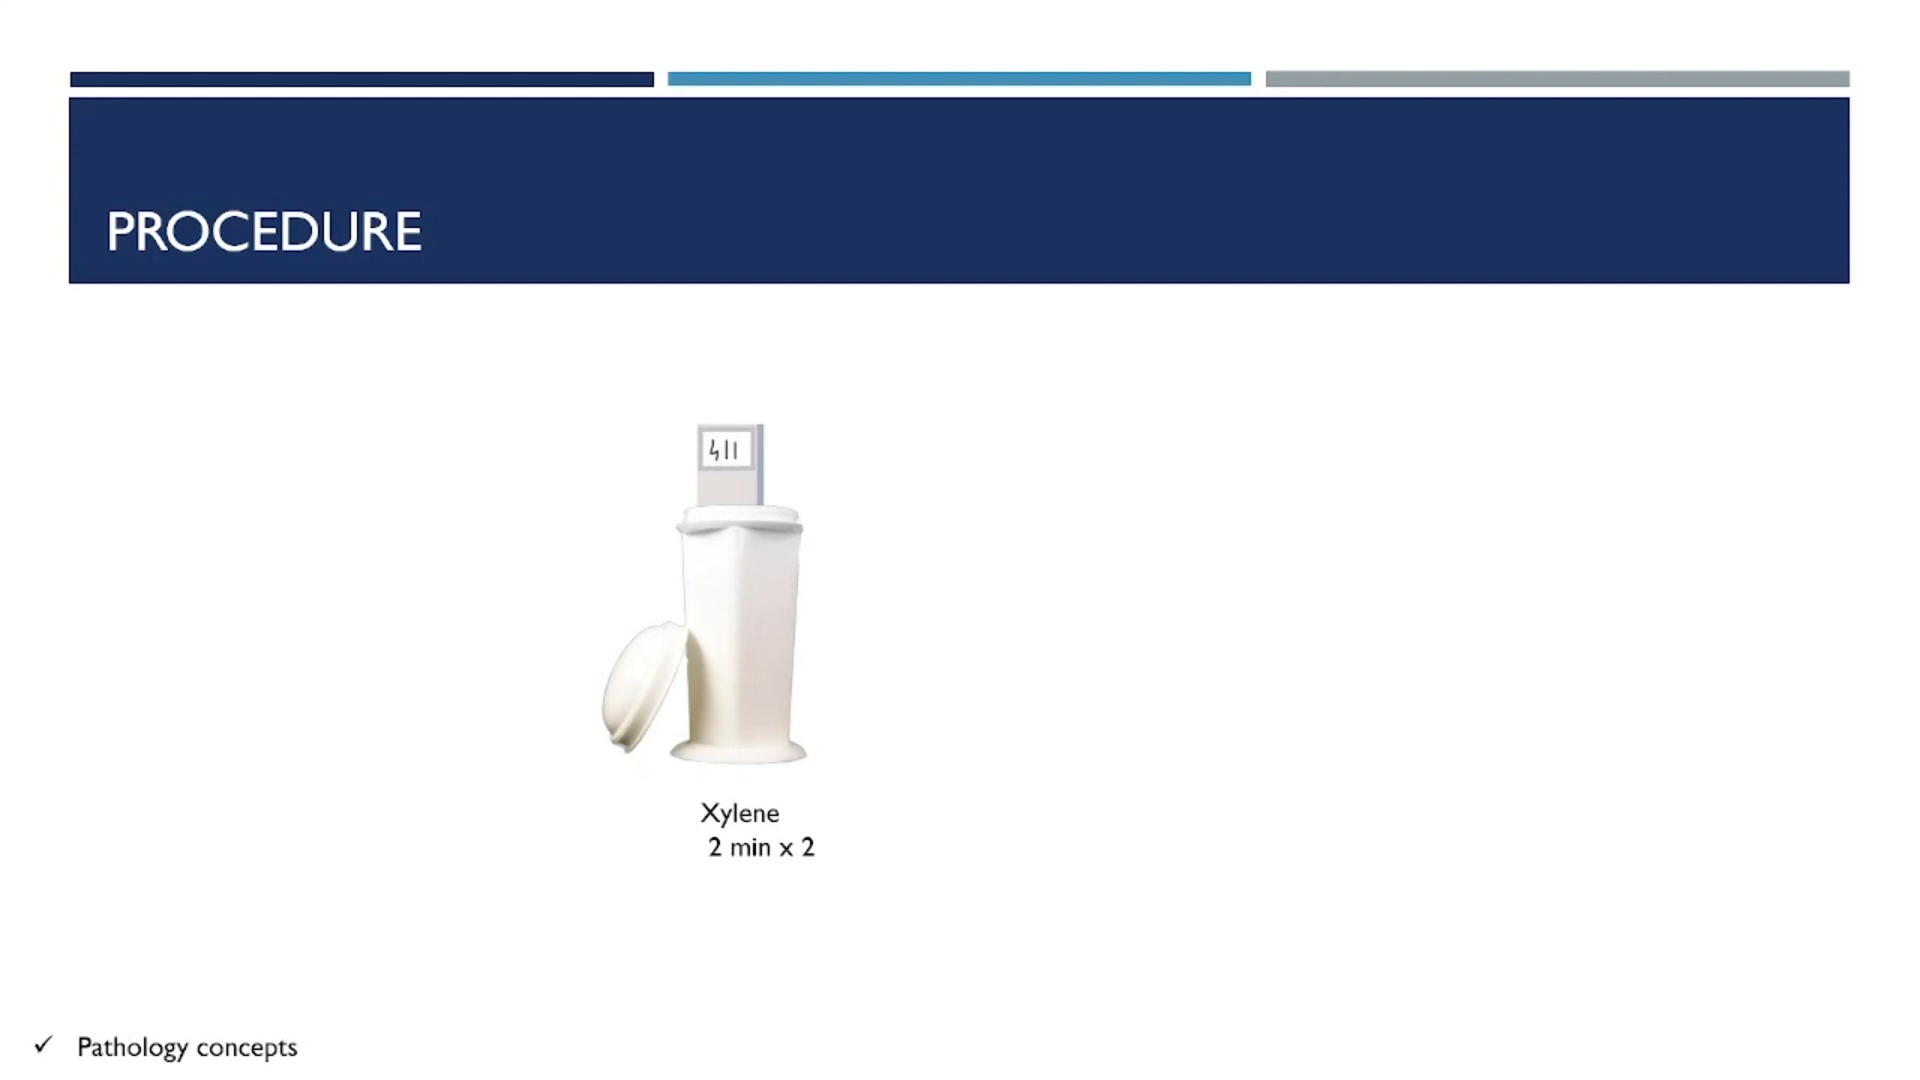 PROCEDURE
Xylene
2 min x 2
✓ Pathology concepts